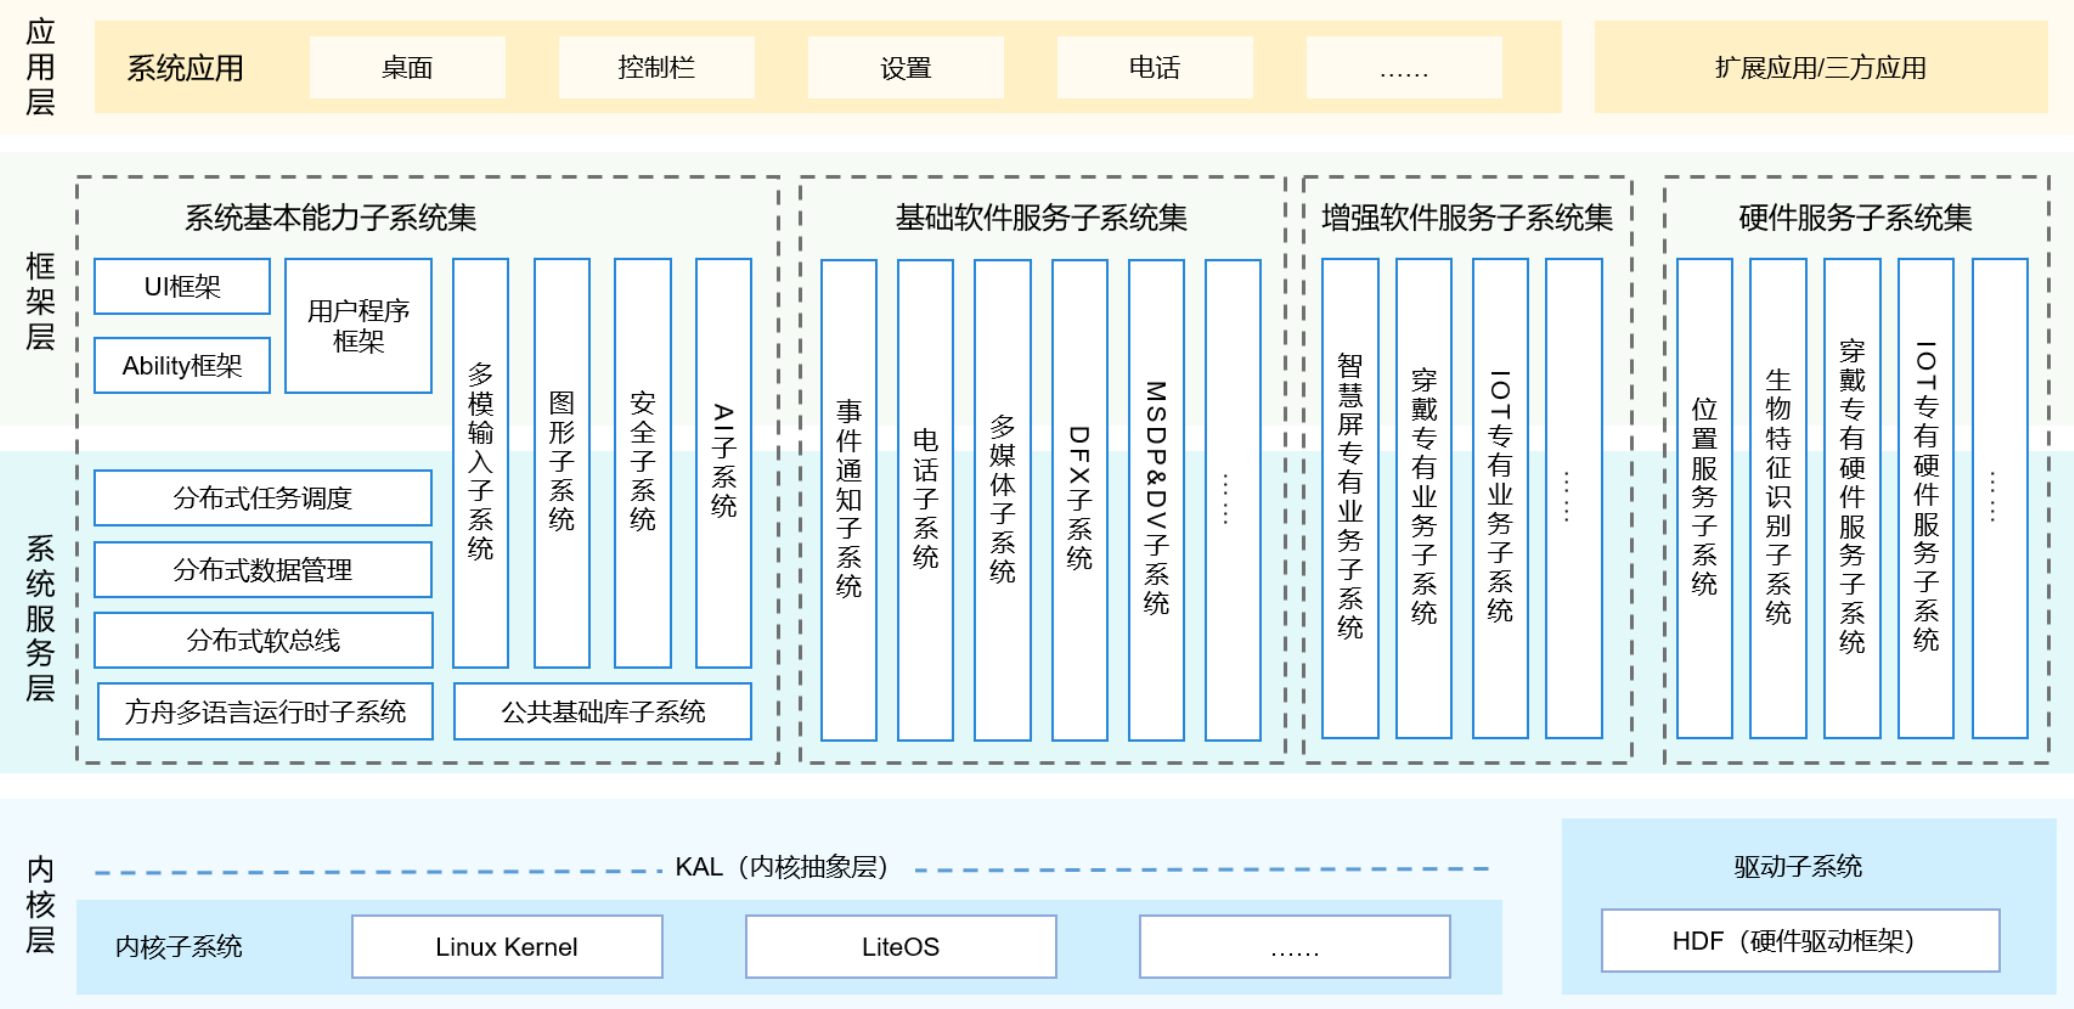 应用层
系统应用
桌面
控制栏
设置
电话
……
扩展应用/三方应用
框架层
系统基本能力子系统集
UI框架
Ability框架
用户程序
框架
多模输入子系统
图形子系统
安全子系统
AI子系统
基础软件服务子系统集
事件通知子系统
电话子系统
多媒体子系统
DFX子系统
MSDP&DV子系统
……
增强软件服务子系统集
智慧屏专有业务子系统
穿戴专有业务子系统
IOT专有业务子系统
……
硬件服务子系统集
位置服务子系统
生物特征识别子系统
穿戴专有硬件服务子系统
IOT专有硬件服务子系统
……
系统服务层
分布式任务调度
分布式数据管理
分布式软总线
方舟多语言运行时子系统
公共基础库子系统
内核层
KAL（内核抽象层）
内核子系统
Linux Kernel
LiteOS
……
驱动子系统
HDF（硬件驱动框架）